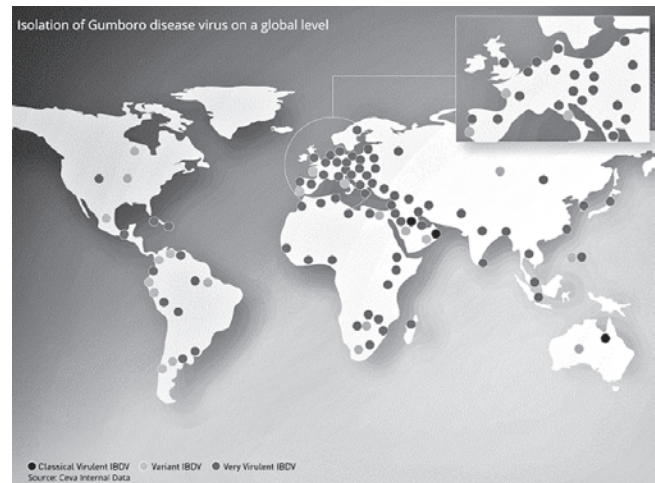 Isolation of Gumboro disease virus on a global level
Classical Virulent IBDV Variant IBDV Very Virulent IBDV
Source: Ceva Internal Data